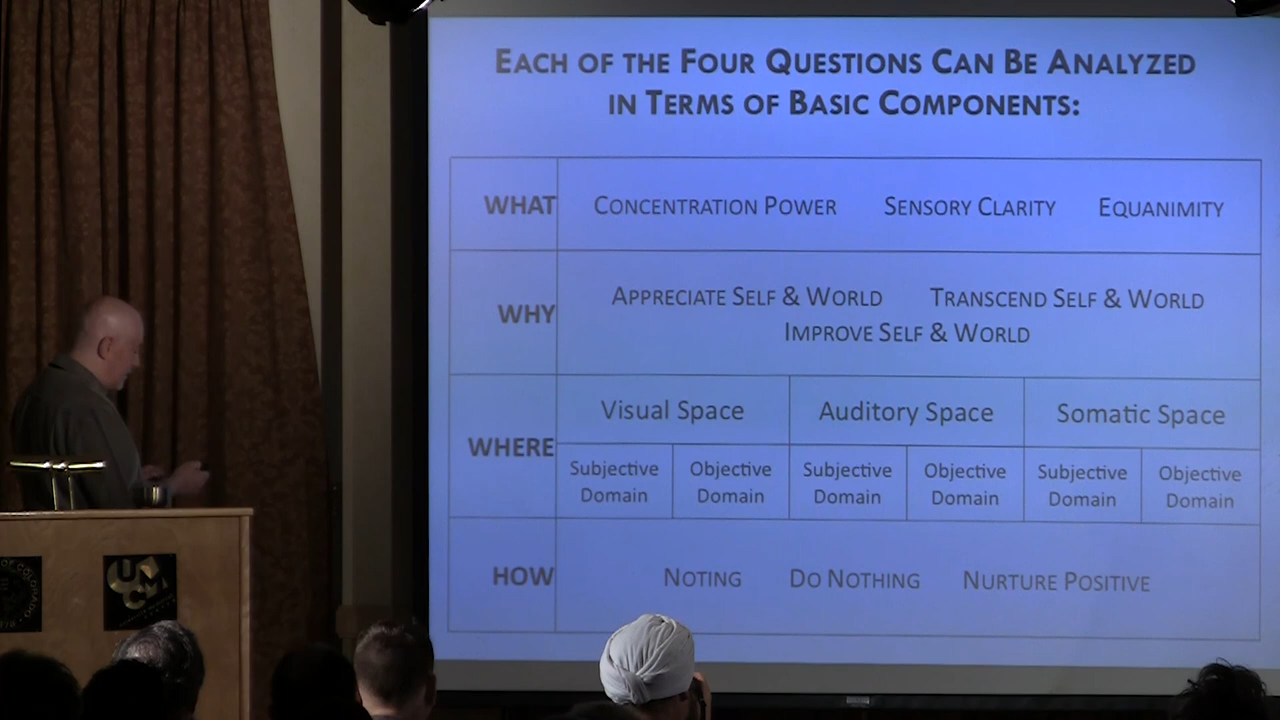 EACH OF THE FOUR QUESTIONS CAN BE ANALYZED
IN TERMS OF BASIC COMPONENTS:
WHAT CONCENTRATION POWER SENSORY CLARITY EQUANIMITY
WHY APPRECIATE SELF & WORLD TRANSCEND SELF & WORLD
IMPROVE SELF & WORLD
WHERE Visual Space Auditory Space Somatic Space
Subjective Objective Subjective Objective Subjective Objective
Domain Domain Domain Domain Domain Domain
HOW NOTING DO NOTHING NURTURE POSITIVE
UMC